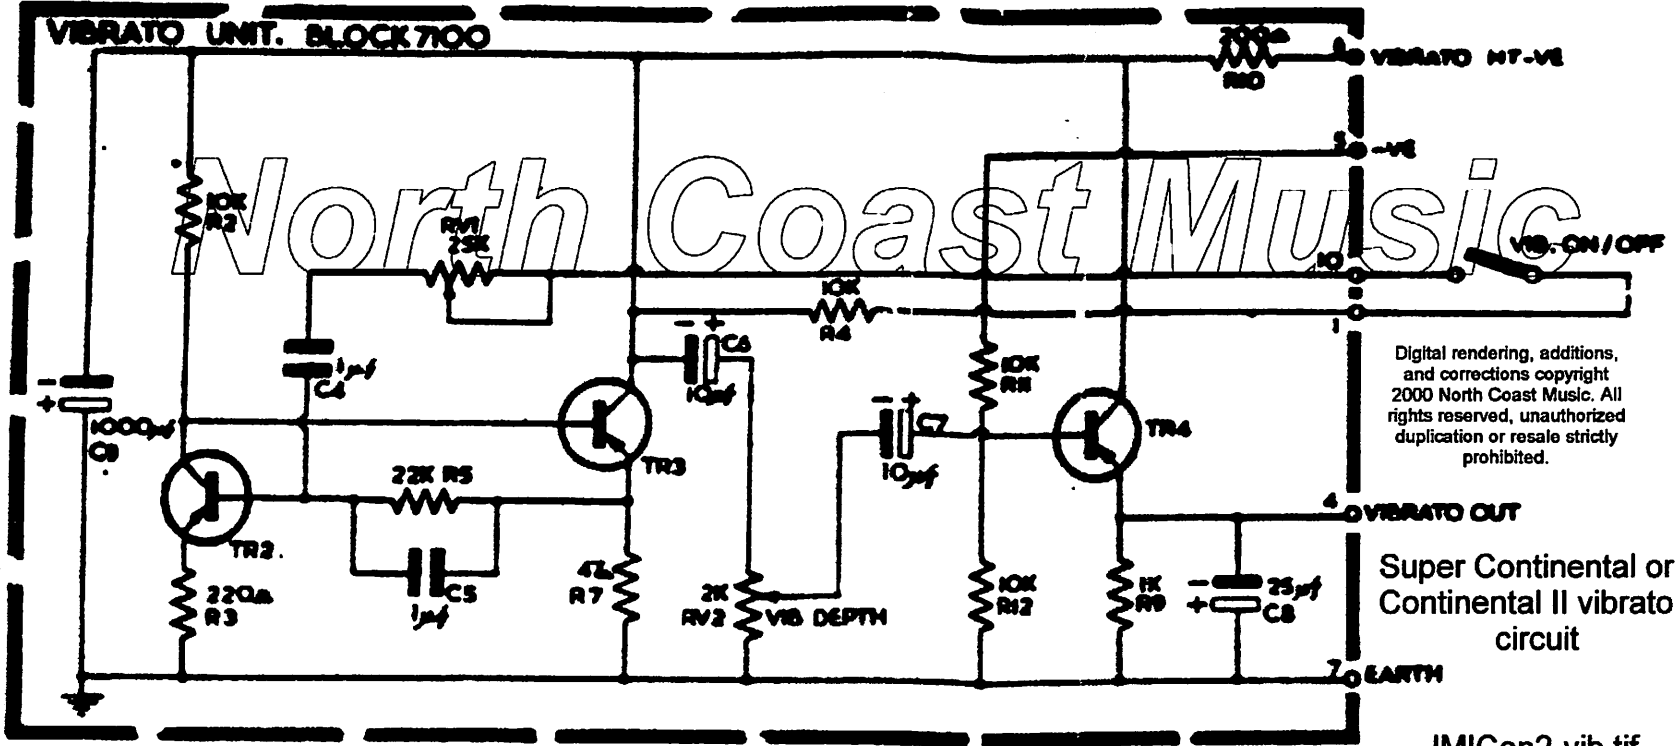 VIBRATO UNIT. BLOCK 7100
200Ω
R10
6
VIBRATO HT-VE
5
-VE
North Coast Music
10K
R2
RV1
25K
10
VIB. ON/OFF
10K
R4
1
- +
C6
10µf
1µf
C4
10K
R11
Digital rendering, additions,
and corrections copyright
2000 North Coast Music. All
rights reserved, unauthorized
duplication or resale strictly
prohibited.
-
+
1000µf
- +
C7
10µf
TR4
TR3
22K R5
4
VIBRATO OUT
TR2.
220Ω
R3
C5
1µf
R7
2K
RV2
VIB DEPTH
10K
R12
1K
R9
-
+
25µf
C8
Super Continental or
Continental II vibrato
circuit
7
EARTH